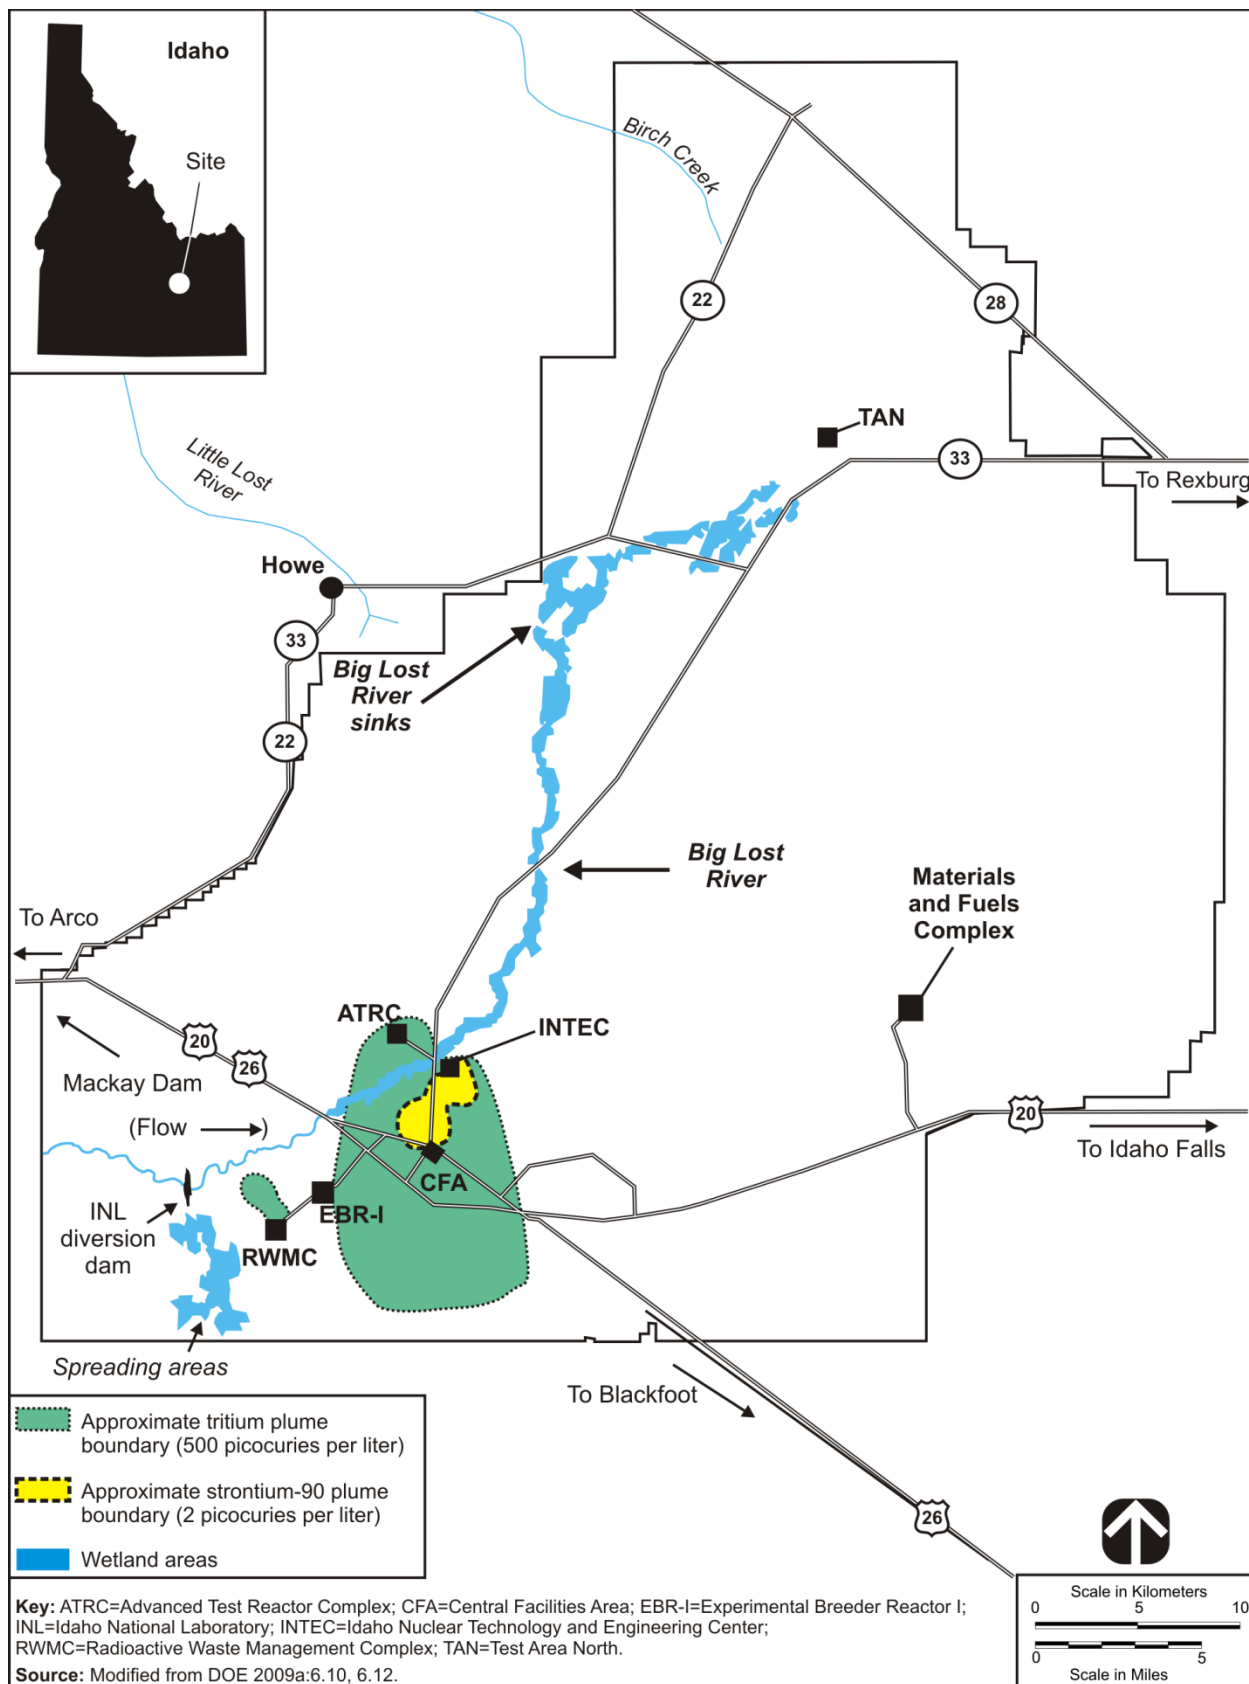 Idaho
Site
Birch Creek
22
28
TAN
33
To Rexburg
Little Lost
River
Howe
33
Big Lost
River
sinks
22
Big Lost
River
Materials
and Fuels
Complex
To Arco
ATRC
INTEC
20
26
Mackay Dam
(Flow )
20
To Idaho Falls
CFA
INL
diversion
dam
EBR-I
RWMC
Spreading areas
To Blackfoot
26
Approximate tritium plume
boundary (500 picocuries per liter)
Approximate strontium-90 plume
boundary (2 picocuries per liter)
Wetland areas
Scale in Kilometers
0 5 10
0 5
Scale in Miles
Key: ATRC=Advanced Test Reactor Complex; CFA=Central Facilities Area; EBR-I=Experimental Breeder Reactor I;
INL=Idaho National Laboratory; INTEC=Idaho Nuclear Technology and Engineering Center;
RWMC=Radioactive Waste Management Complex; TAN=Test Area North.
Source: Modified from DOE 2009a:6.10, 6.12.